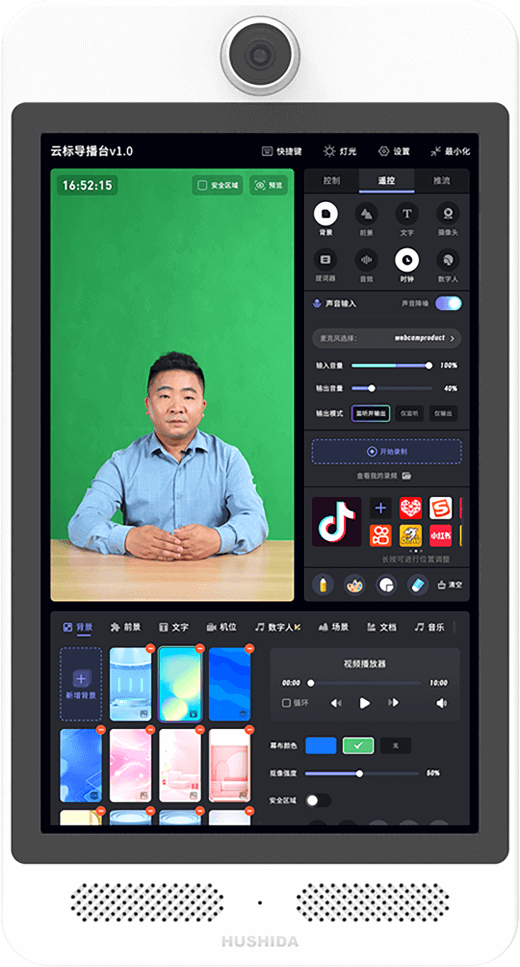 云标导播台v1.0
快捷键 灯光 设置 最小化
16:52:15 安全区域 预览
控制 遥控 推流
背景 前景 文字 摄像头
提词器 音效 时钟 数字人
声音输入 声音降噪
麦克风选择: webcamproduct
输入音量 100%
输出音量 40%
输出模式 监听并输出 仅监听 仅输出
开始录制
查看我的录频
小红书
长按可进行位置调整
清空
背景 前景 文字 机位 数字人 场景 文档 音乐
新增背景
视频播放器
00:00 10:00
循环
幕布颜色 无
抠像强度 50%
安全区域
HUSHIDA